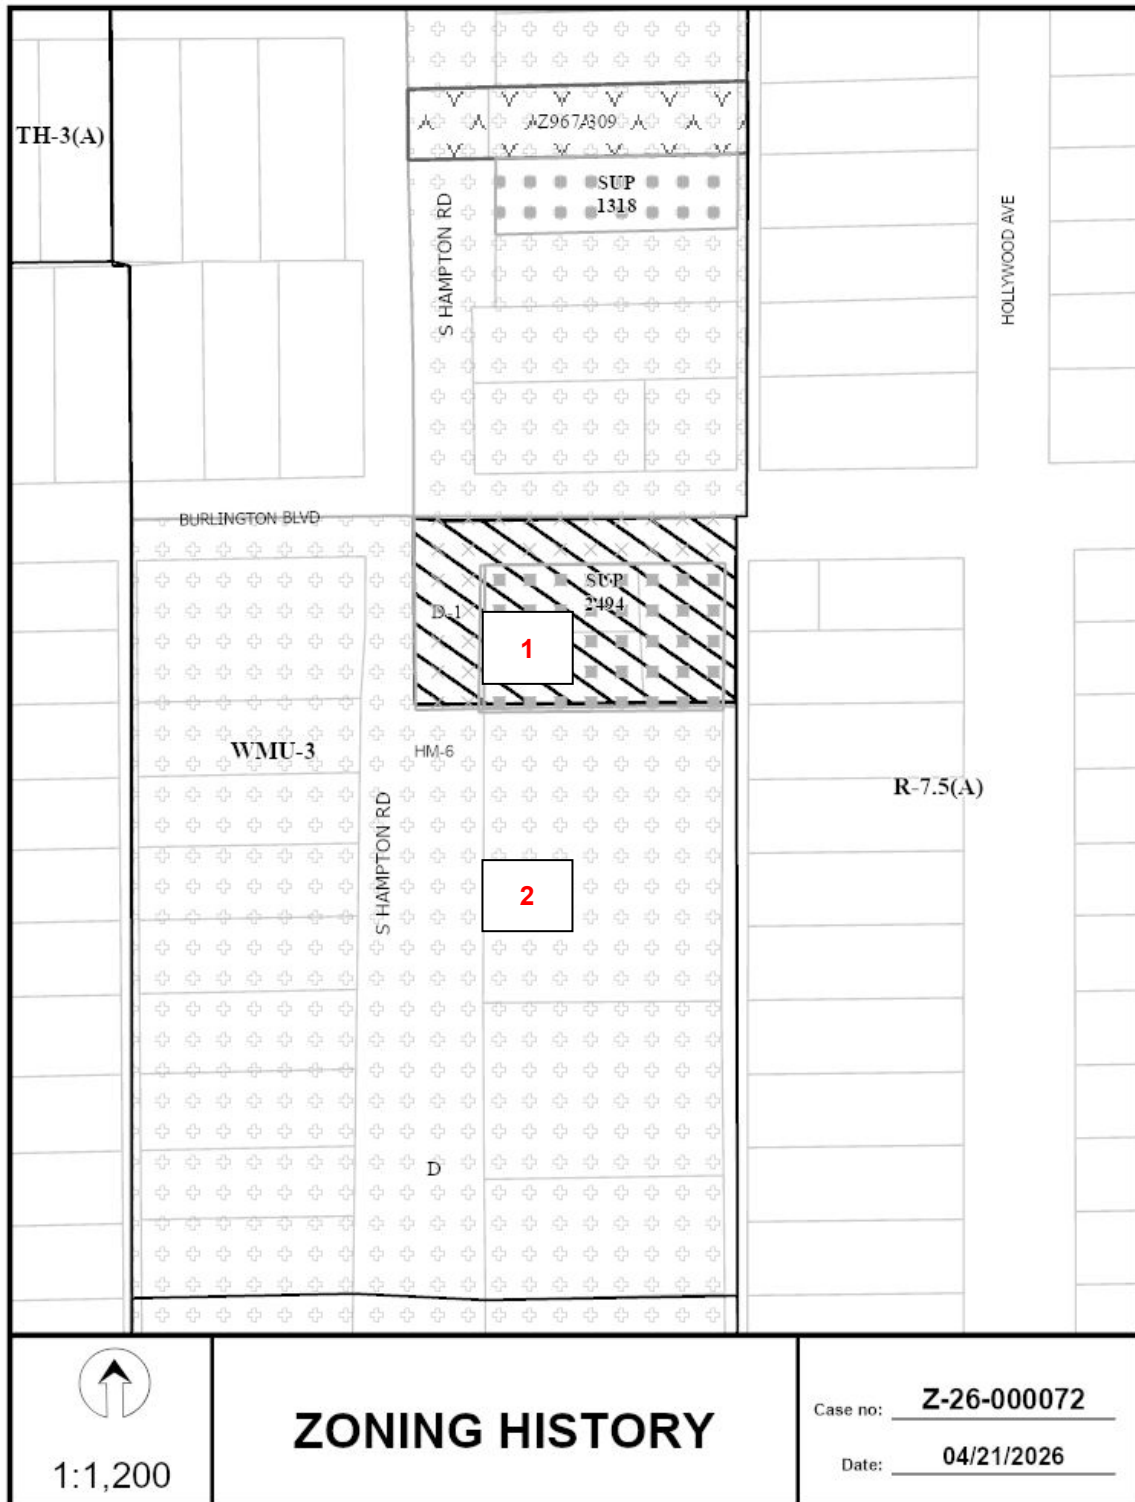 TH-3(A)
Z967-309
SUP
1318
S HAMPTON RD
HOLLYWOOD AVE
BURLINGTON BLVD
SUP
2494
D-1
1
WMU-3
HM-6
R-7.5(A)
S HAMPTON RD
2
D
1:1,200
ZONING HISTORY
Case no: Z-26-000072
Date: 04/21/2026